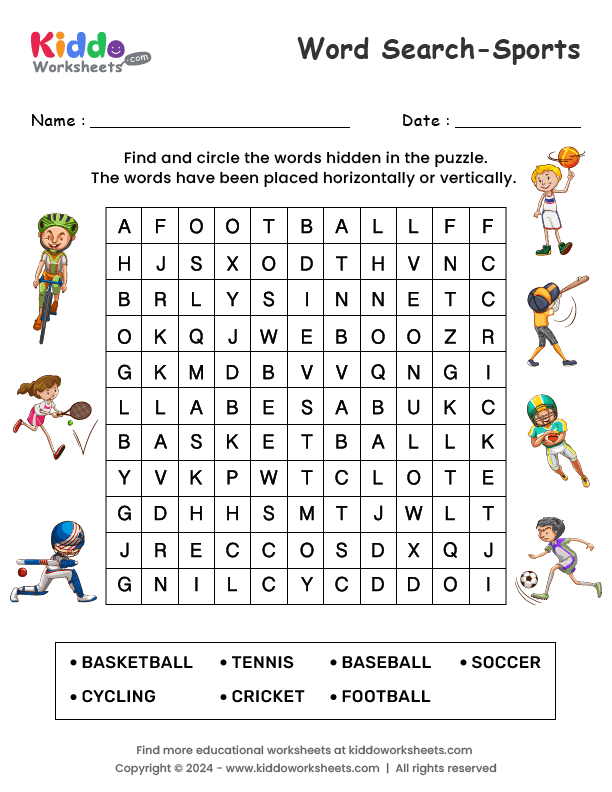 Kiddo
Worksheets.com
Word Search-Sports
Name : Date :
Find and circle the words hidden in the puzzle.
The words have been placed horizontally or vertically.
A F O O T B A L L F F
H J S X O D T H V N C
B R L Y S I N N E T C
O K Q J W E B O O Z R
G K M D B V V Q N G I
L L A B E S A B U K C
B A S K E T B A L L K
Y V K P W T C L O T E
G D H H S M T J W L T
J R E C C O S D X Q J
G N I L C Y C D D O I
• BASKETBALL • TENNIS • BASEBALL • SOCCER
• CYCLING • CRICKET • FOOTBALL
Find more educational worksheets at kiddoworksheets.com
Copyright © 2024 - www.kiddoworksheets.com | All rights reserved